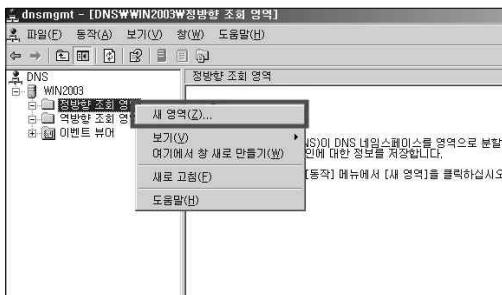 dnsmgmt - [DNS₩WIN2003₩정방향 조회 영역]
파일(F) 동작(A) 보기(V) 창(W) 도움말(H)
DNS
WIN2003
정방향 조회 영
역방향 조회 영
이벤트 뷰어
정방향 조회 영역
새 영역(Z)...
보기(V)
여기에서 창 새로 만들기(W)
새로 고침(F)
도움말(H)
NS)이 DNS 네임스페이스를 영역으로 분할
인에 대한 정보를 저장합니다.
[동작] 메뉴에서 [새 영역]을 클릭하십시오